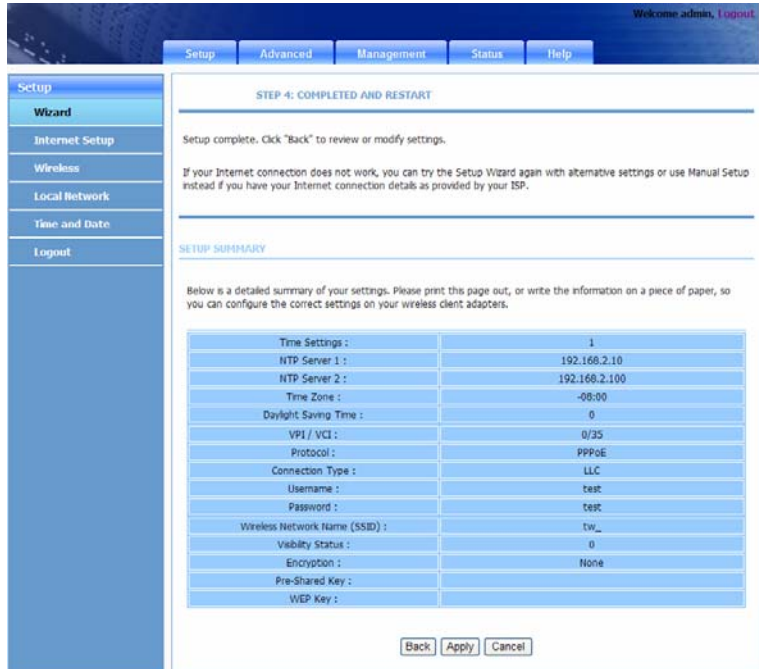 Welcome admin, Logout
Setup Advanced Management Status Help
Setup
Wizard
Internet Setup
Wireless
Local Network
Time and Date
Logout
STEP 4: COMPLETED AND RESTART
Setup complete. Click "Back" to review or modify settings.
If your Internet connection does not work, you can try the Setup Wizard again with alternative settings or use Manual Setup
instead if you have your Internet connection details as provided by your ISP.
SETUP SUMMARY
Below is a detailed summary of your settings. Please print this page out, or write the information on a piece of paper, so
you can configure the correct settings on your wireless client adapters.
Time Settings : 1
NTP Server 1 : 192.168.2.10
NTP Server 2 : 192.168.2.100
Time Zone : -08:00
Daylight Saving Time : 0
VPI / VCI : 0/35
Protocol : PPPoE
Connection Type : LLC
Username : test
Password : test
Wireless Network Name (SSID) : tw_
Visibility Status : 0
Encryption : None
Pre-Shared Key :
WEP Key :
Back Apply Cancel